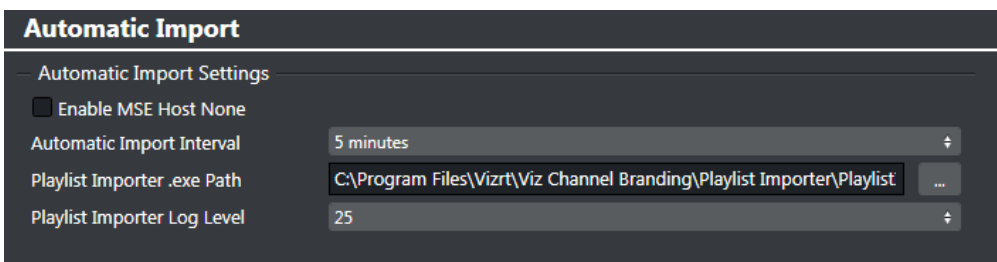 Automatic Import
Automatic Import Settings
Enable MSE Host None
Automatic Import Interval 5 minutes
Playlist Importer .exe Path C:\Program Files\Vizrt\Viz Channel Branding\Playlist Importer\Playlist ...
Playlist Importer Log Level 25